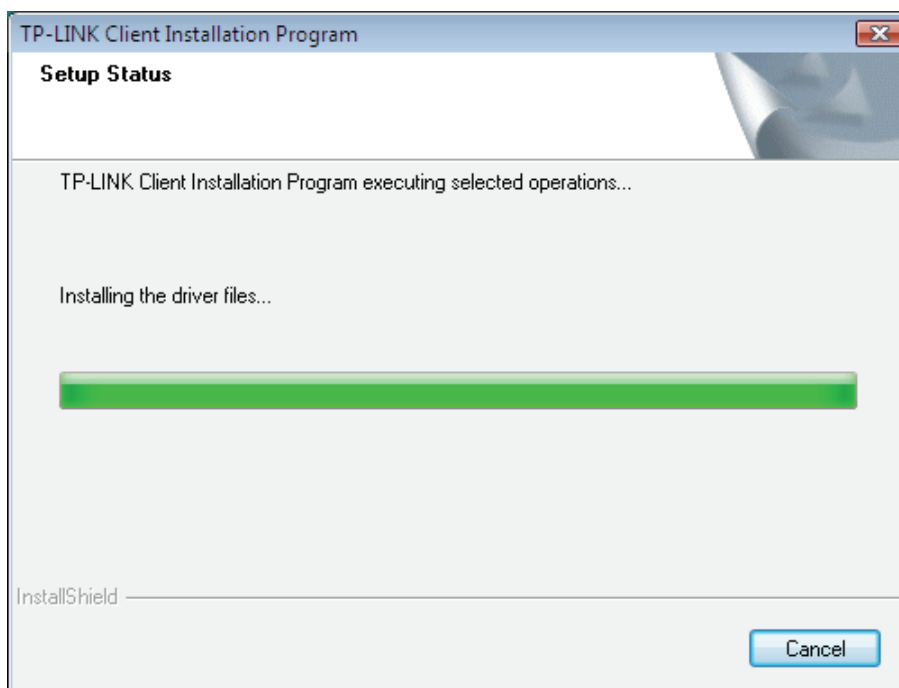 TP-LINK Client Installation Program
Setup Status
TP-LINK Client Installation Program executing selected operations...
Installing the driver files...
InstallShield
Cancel